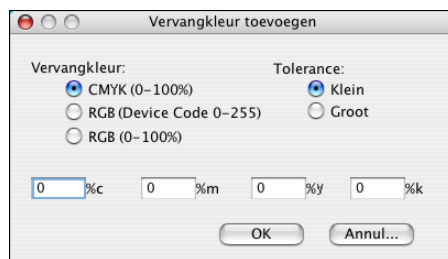 Vervangkleur toevoegen
Vervangkleur: Tolerance:
CMYK (0-100%) Klein
RGB (Device Code 0-255) Groot
RGB (0-100%)
0 %c 0 %m 0 %y 0 %k
OK Annul...